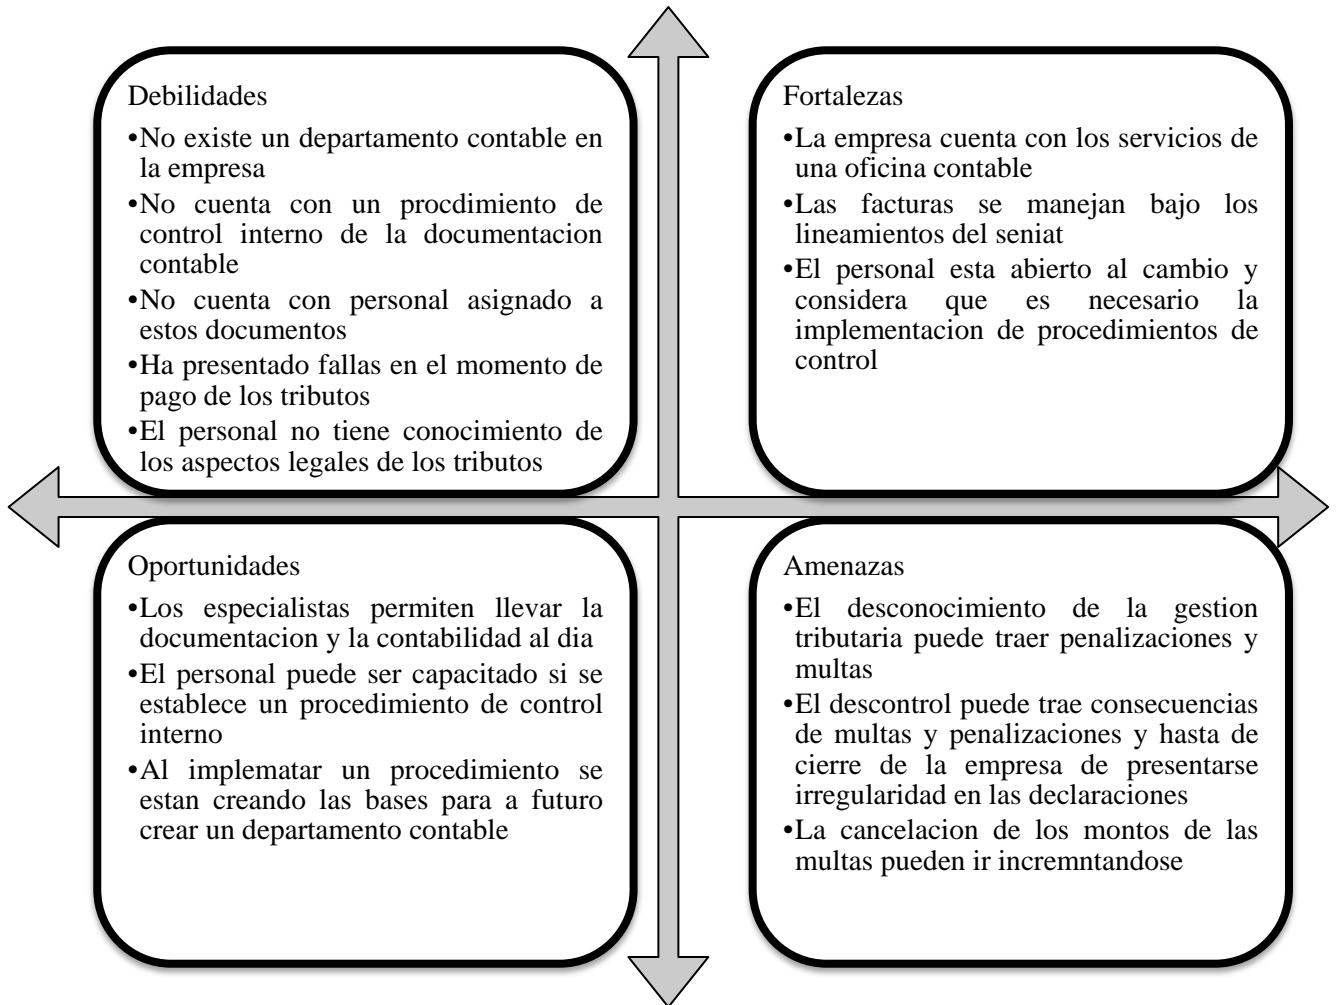 Debilidades
•No existe un departamento contable en
la empresa
•No cuenta con un procdimiento de
control interno de la documentacion
contable
•No cuenta con personal asignado a
estos documentos
•Ha presentado fallas en el momento de
pago de los tributos
•El personal no tiene conocimiento de
los aspectos legales de los tributos
Fortalezas
•La empresa cuenta con los servicios de
una oficina contable
•Las facturas se manejan bajo los
lineamientos del seniat
•El personal esta abierto al cambio y
considera que es necesario la
implementacion de procedimientos de
control
Oportunidades
•Los especialistas permiten llevar la
documentacion y la contabilidad al dia
•El personal puede ser capacitado si se
establece un procedimiento de control
interno
•Al implematar un procedimiento se
estan creando las bases para a futuro
crear un departamento contable
Amenazas
•El desconocimiento de la gestion
tributaria puede traer penalizaciones y
multas
•El descontrol puede trae consecuencias
de multas y penalizaciones y hasta de
cierre de la empresa de presentarse
irregularidad en las declaraciones
•La cancelacion de los montos de las
multas pueden ir incremntandose